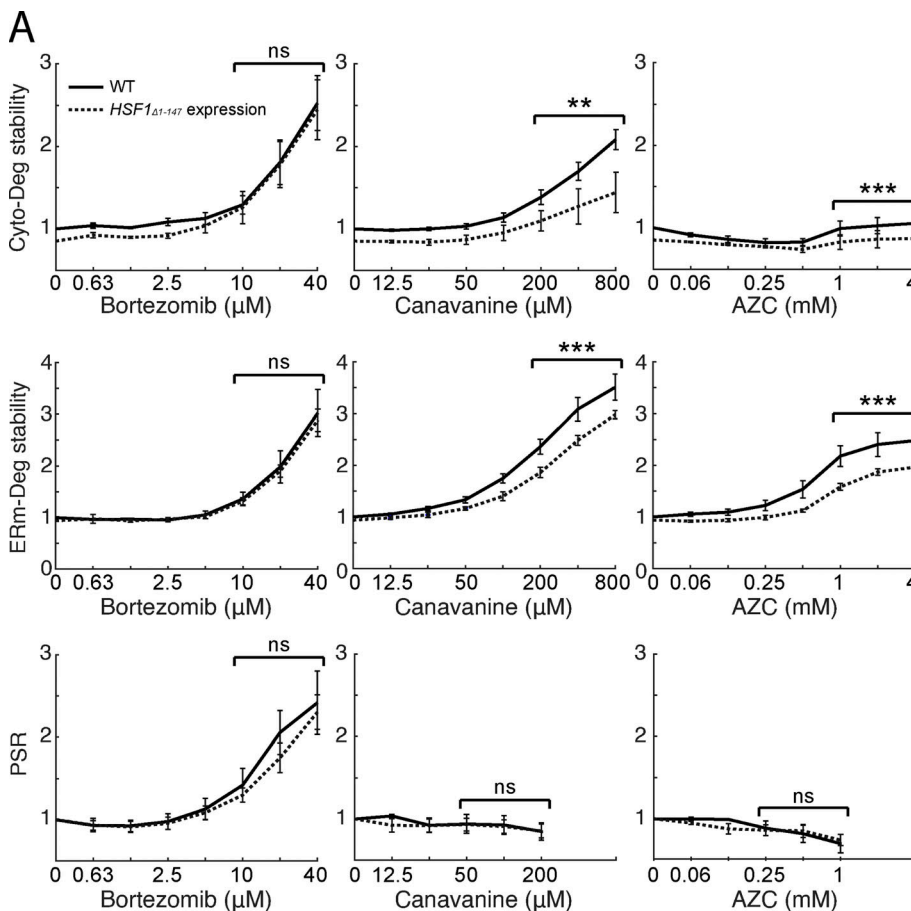 A
Cyto-Deg stability
3
2
1
WT
HSF1Δ1-147 expression
ns
0 0.63 2.5 10 40
Bortezomib (μM)
3
2
1
**
0 12.5 50 200 800
Canavanine (μM)
3
2
1
***
0 0.06 0.25 1 4
AZC (mM)
ERm-Deg stability
4
3
2
1
0
ns
0 0.63 2.5 10 40
Bortezomib (μM)
4
3
2
1
0
***
0 12.5 50 200 800
Canavanine (μM)
4
3
2
1
0
***
0 0.06 0.25 1 4
AZC (mM)
PSR
3
2
1
ns
0 0.63 2.5 10 40
Bortezomib (μM)
3
2
1
ns
0 12.5 50 200
Canavanine (μM)
3
2
1
ns
0 0.06 0.25 1
AZC (mM)